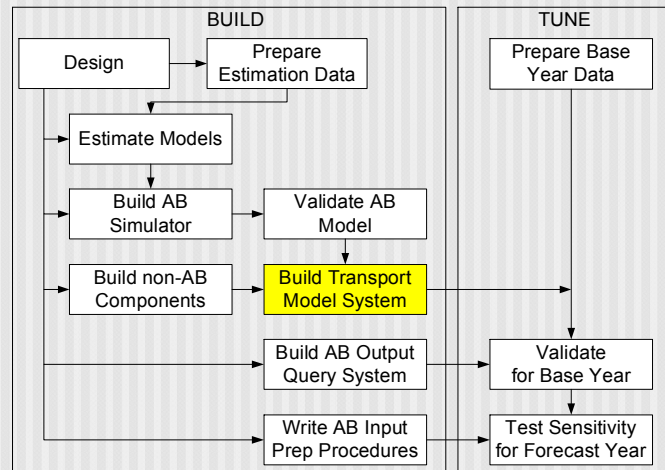 BUILD
TUNE
Design
Prepare
Estimation Data
Prepare Base
Year Data
Estimate Models
Build AB
Simulator
Validate AB
Model
Build non-AB
Components
Build Transport
Model System
Build AB Output
Query System
Validate
for Base Year
Write AB Input
Prep Procedures
Test Sensitivity
for Forecast Year